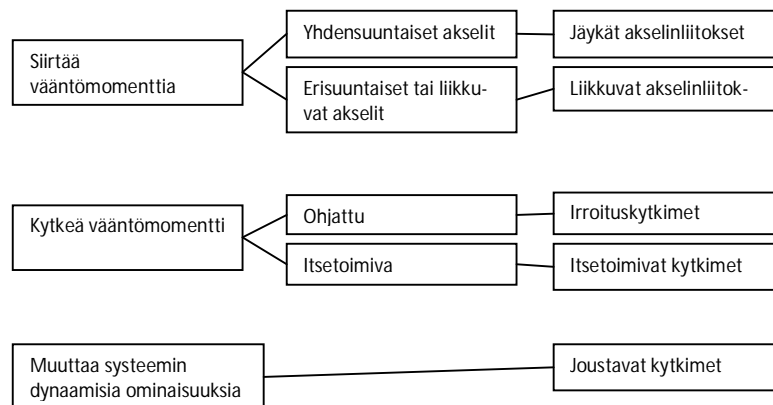 Siirtää
vääntömomenttia
Yhdensuuntaiset akselit
Jäykät akselinliitokset
Erisuuntaiset tai liikku-
vat akselit
Liikkuvat akselinliitok-
Kytkeä vääntömomentti
Ohjattu
Irroituskytkimet
Itsetoimiva
Itsetoimivat kytkimet
Muuttaa systeemin
dynaamisia ominaisuuksia
Joustavat kytkimet